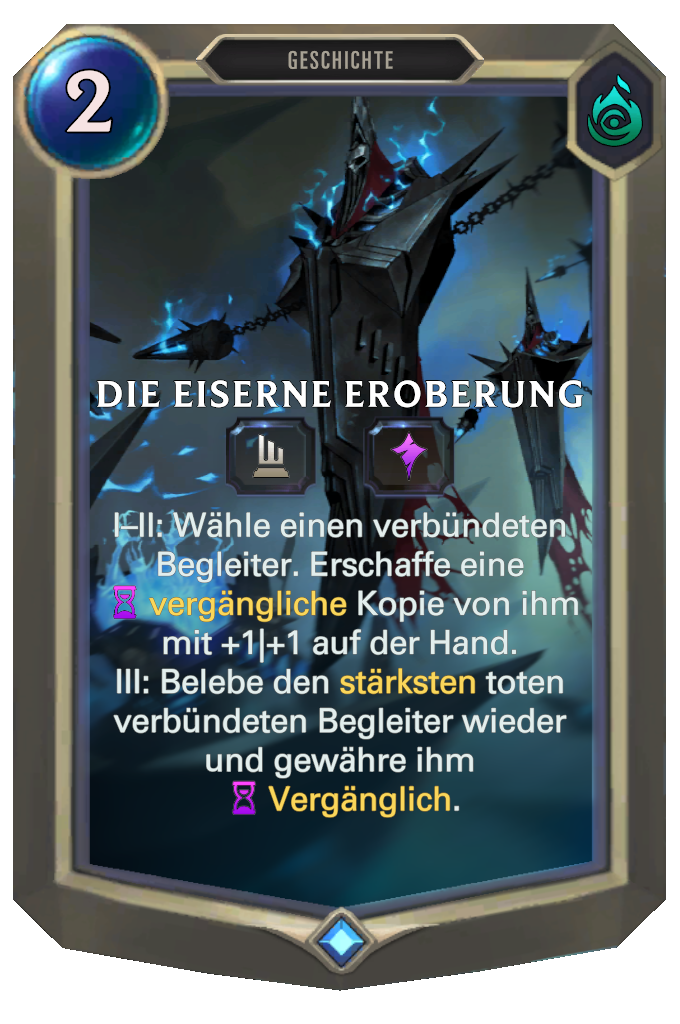 GESCHICHTE
2
DIE EISERNE EROBERUNG
I–II: Wähle einen verbündeten
Begleiter. Erschaffe eine
vergängliche Kopie von ihm
mit +1|+1 auf der Hand.
III: Belebe den stärksten toten
verbündeten Begleiter wieder
und gewähre ihm
Vergänglich.